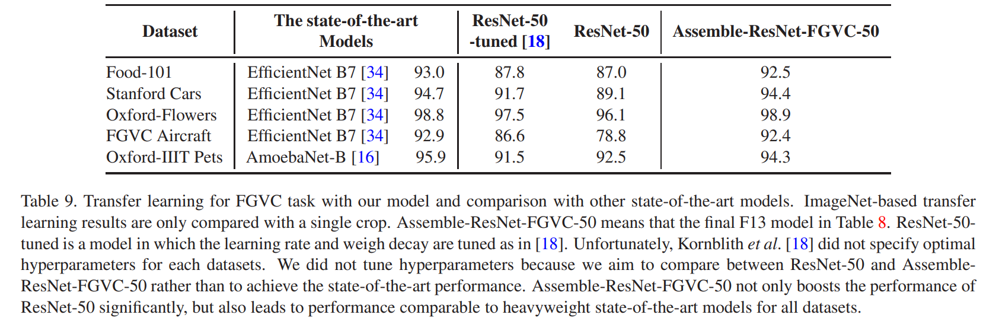 Dataset The state-of-the-art Models ResNet-50 -tuned [18] ResNet-50 Assemble-ResNet-FGVC-50
Food-101 EfficientNet B7 [34] 93.0 87.8 87.0 92.5
Stanford Cars EfficientNet B7 [34] 94.7 91.7 89.1 94.4
Oxford-Flowers EfficientNet B7 [34] 98.8 97.5 96.1 98.9
FGVC Aircraft EfficientNet B7 [34] 92.9 86.6 78.8 92.4
Oxford-IIIT Pets AmoebaNet-B [16] 95.9 91.5 92.5 94.3
Table 9. Transfer learning for FGVC task with our model and comparison with other state-of-the-art models. ImageNet-based transfer
learning results are only compared with a single crop. Assemble-ResNet-FGVC-50 means that the final F13 model in Table 8. ResNet-50-
tuned is a model in which the learning rate and weigh decay are tuned as in [18]. Unfortunately, Kornblith et al. [18] did not specify optimal
hyperparameters for each datasets. We did not tune hyperparameters because we aim to compare between ResNet-50 and Assemble-
ResNet-FGVC-50 rather than to achieve the state-of-the-art performance. Assemble-ResNet-FGVC-50 not only boosts the performance of
ResNet-50 significantly, but also leads to performance comparable to heavyweight state-of-the-art models for all datasets.